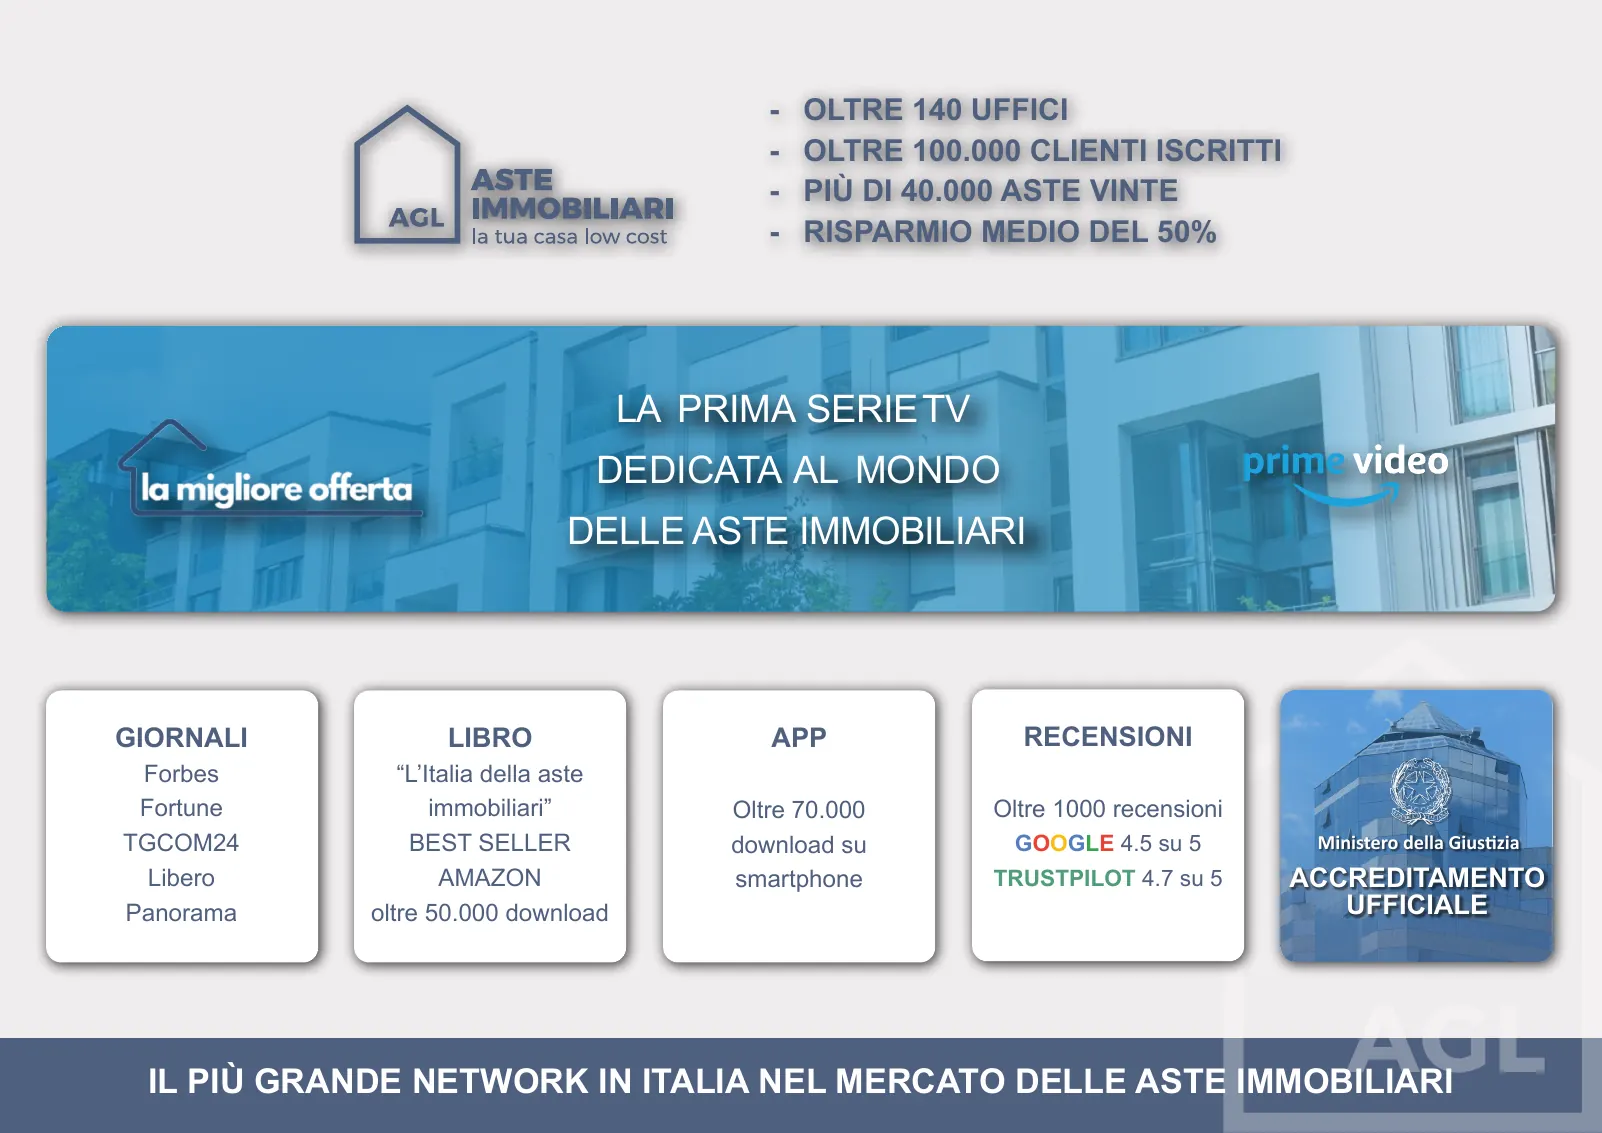 AGL
ASTE
IMMOBILIARI
la tua casa low cost
- OLTRE 140 UFFICI
- OLTRE 100.000 CLIENTI ISCRITTI
- PIÙ DI 40.000 ASTE VINTE
- RISPARMIO MEDIO DEL 50%
la migliore offerta
LA PRIMA SERIE TV
DEDICATA AL MONDO
DELLE ASTE IMMOBILIARI
prime video
GIORNALI
Forbes
Fortune
TGCOM24
Libero
Panorama
LIBRO
“L’Italia della aste
immobiliari”
BEST SELLER
AMAZON
oltre 50.000 download
APP
Oltre 70.000
download su
smartphone
RECENSIONI
Oltre 1000 recensioni
GOOGLE 4.5 su 5
TRUSTPILOT 4.7 su 5
Ministero della Giustizia
ACCREDITAMENTO
UFFICIALE
AGL
IL PIÙ GRANDE NETWORK IN ITALIA NEL MERCATO DELLE ASTE IMMOBILIARI